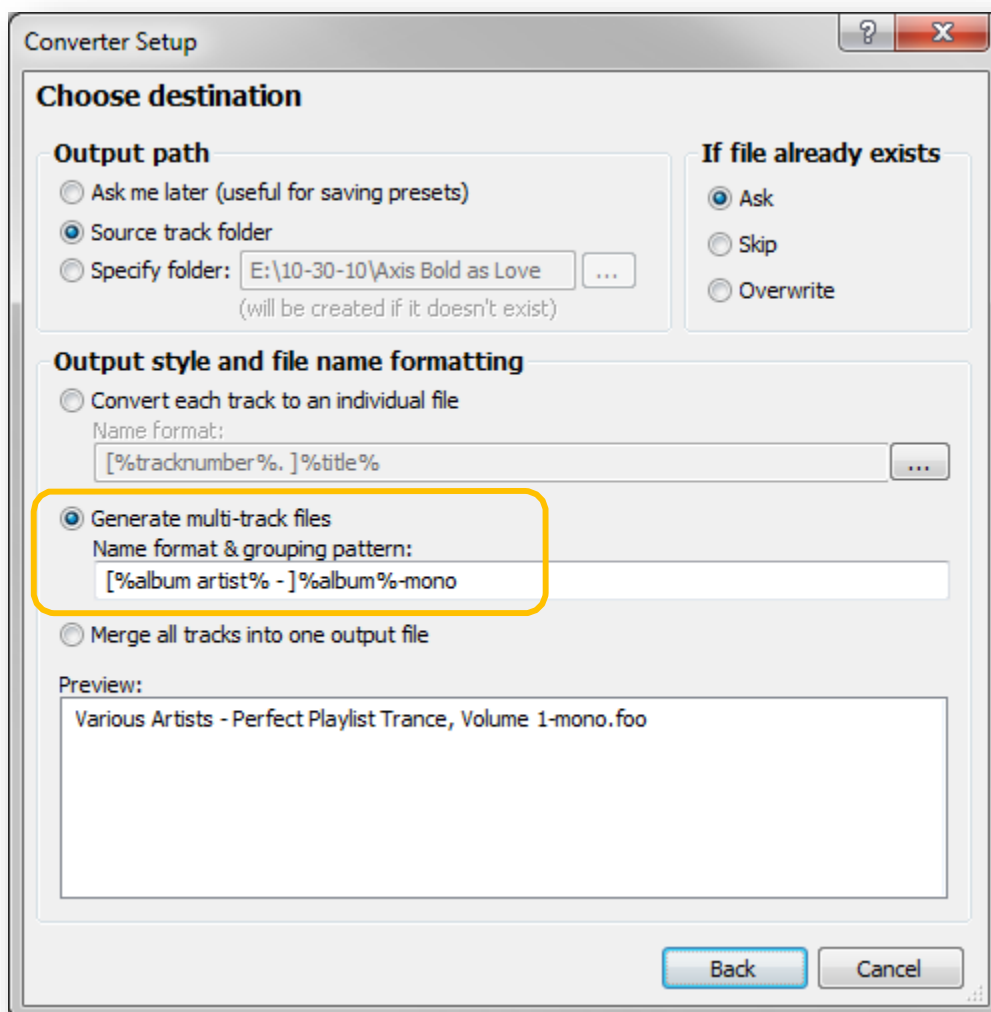 Converter Setup
Choose destination
Output path
Ask me later (useful for saving presets)
Source track folder
Specify folder: E:\10-30-10\Axis Bold as Love ...
(will be created if it doesn't exist)
If file already exists
Ask
Skip
Overwrite
Output style and file name formatting
Convert each track to an individual file
Name format:
[%tracknumber%. ]%title% ...
Generate multi-track files
Name format & grouping pattern:
[%album artist% - ]%album%-mono
Merge all tracks into one output file
Preview:
Various Artists - Perfect Playlist Trance, Volume 1-mono.foo
Back Cancel